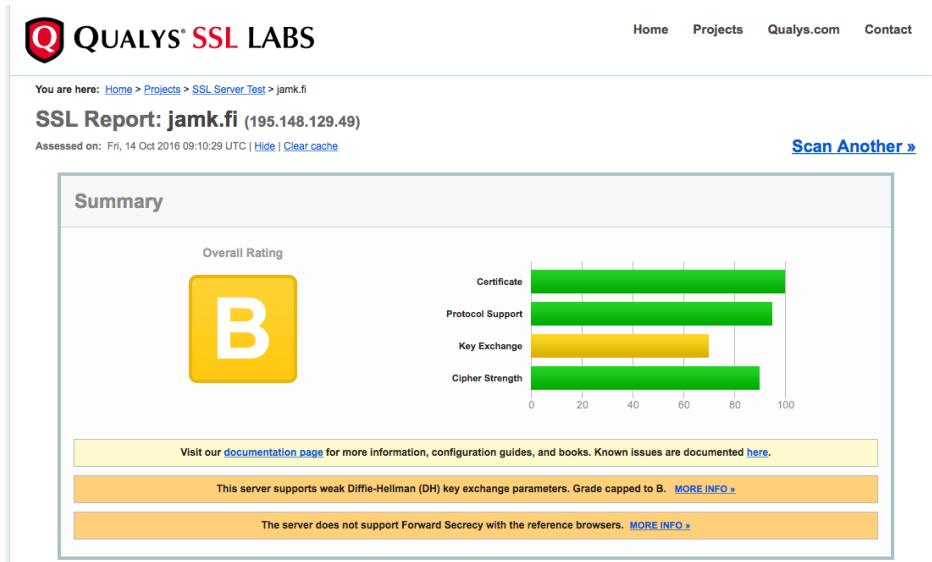 QUALYS® SSL LABS
Home Projects Qualys.com Contact
You are here: Home > Projects > SSL Server Test > jamk.fi
SSL Report: jamk.fi (195.148.129.49)
Assessed on: Fri, 14 Oct 2016 09:10:29 UTC | Hide | Clear cache
Scan Another »
Summary
Overall Rating
B
Certificate
Protocol Support
Key Exchange
Cipher Strength
0 20 40 60 80 100
Visit our documentation page for more information, configuration guides, and books. Known issues are documented here.
This server supports weak Diffie-Hellman (DH) key exchange parameters. Grade capped to B. MORE INFO »
The server does not support Forward Secrecy with the reference browsers. MORE INFO »